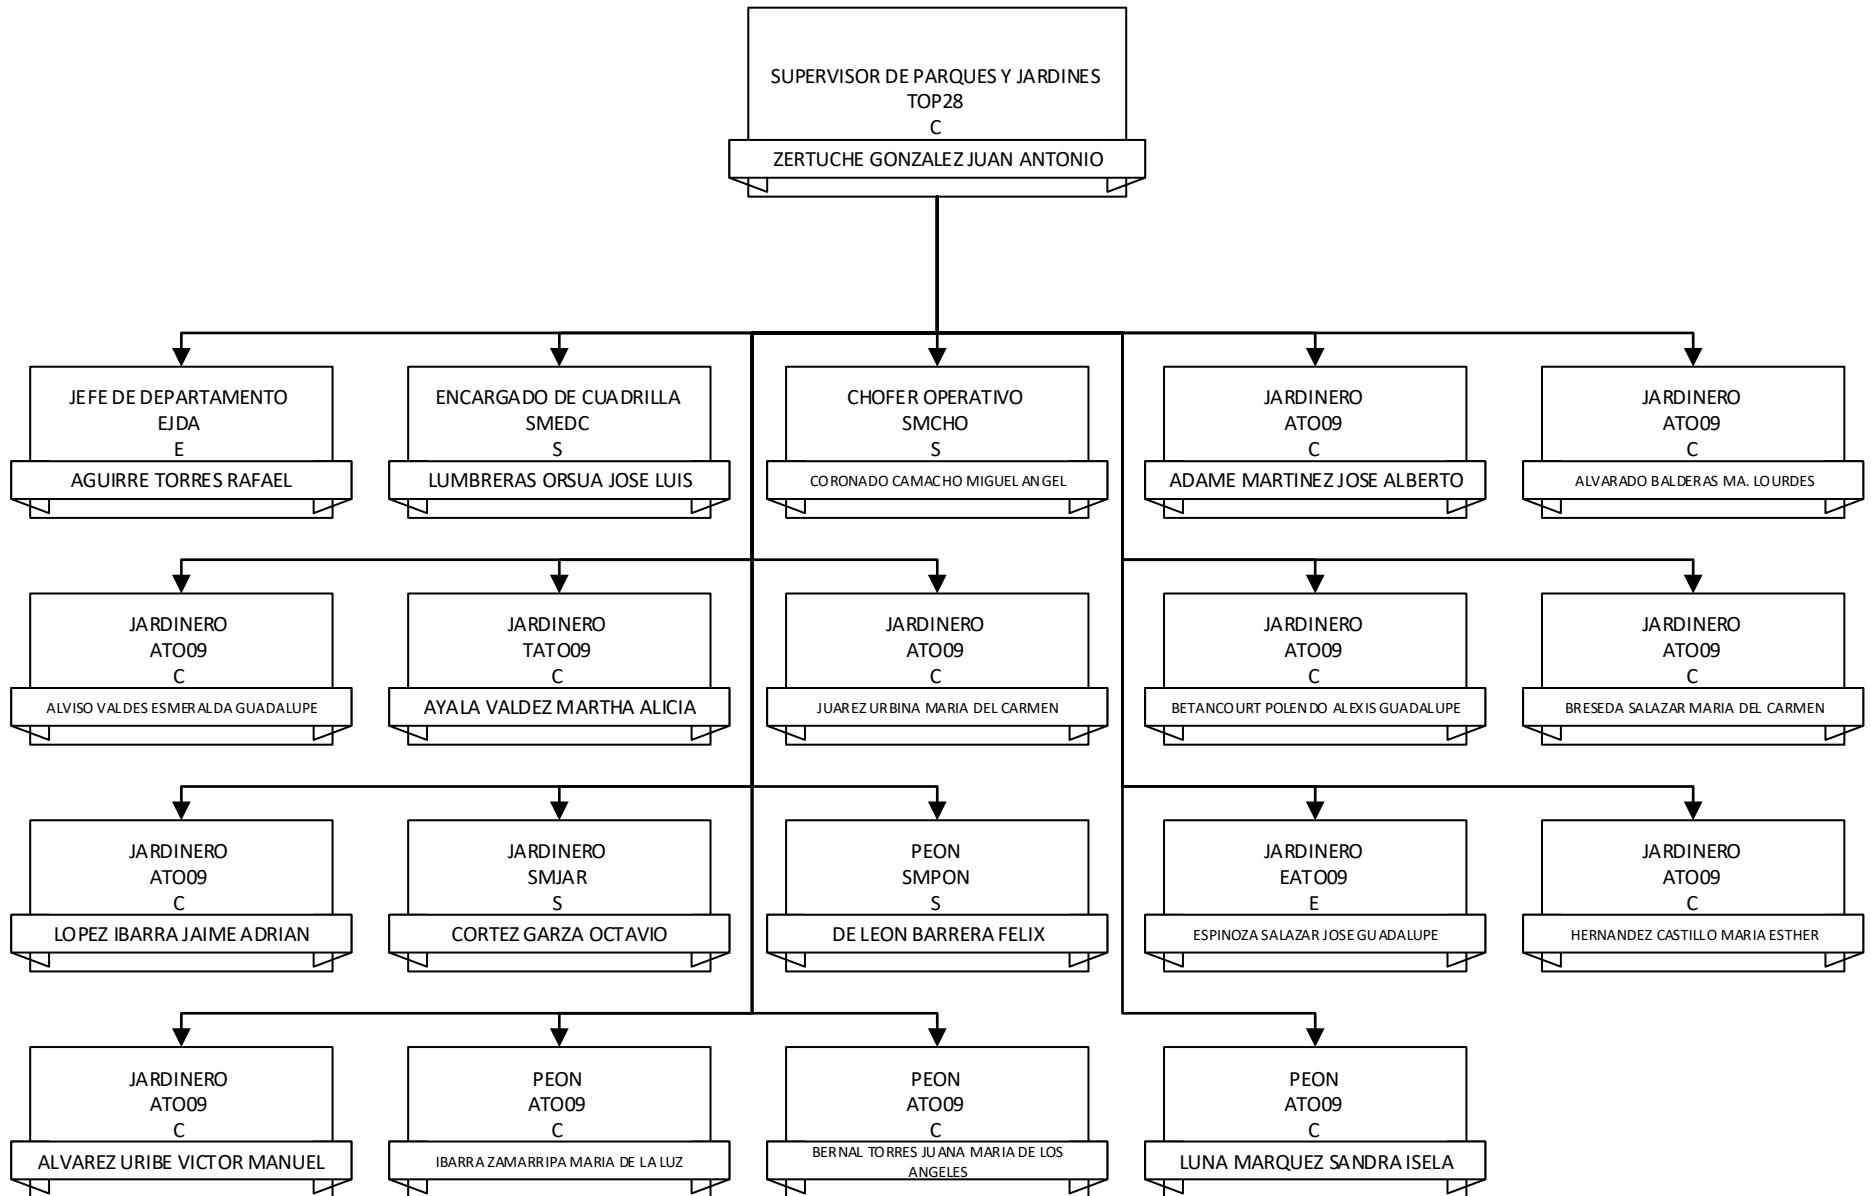 SUPERVISOR DE PARQUES Y JARDINES
TOP28
C
ZERTUCHE GONZALEZ JUAN ANTONIO
JEFE DE DEPARTAMENTO
EJDA
E
AGUIRRE TORRES RAFAEL
ENCARGADO DE CUADRILLA
SMEDC
S
LUMBRERAS ORSUA JOSE LUIS
CHOFER OPERATIVO
SMCHO
S
CORONADO CAMACHO MIGUEL ANGEL
JARDINERO
ATO09
C
ADAME MARTINEZ JOSE ALBERTO
JARDINERO
ATO09
C
ALVARADO BALDERAS MA. LOURDES
JARDINERO
ATO09
C
ALVISO VALDES ESMERALDA GUADALUPE
JARDINERO
TATO09
C
AYALA VALDEZ MARTHA ALICIA
JARDINERO
ATO09
C
JUAREZ URBINA MARIA DEL CARMEN
JARDINERO
ATO09
C
BETANCOURT POLENDO ALEXIS GUADALUPE
JARDINERO
ATO09
C
BRESEDA SALAZAR MARIA DEL CARMEN
JARDINERO
ATO09
C
LOPEZ IBARRA JAIME ADRIAN
JARDINERO
SMJAR
S
CORTEZ GARZA OCTAVIO
PEON
SMPON
S
DE LEON BARRERA FELIX
JARDINERO
EATO09
E
ESPINOZA SALAZAR JOSE GUADALUPE
JARDINERO
ATO09
C
HERNANDEZ CASTILLO MARIA ESTHER
JARDINERO
ATO09
C
ALVAREZ URIBE VICTOR MANUEL
PEON
ATO09
C
IBARRA ZAMARRIPA MARIA DE LA LUZ
PEON
ATO09
C
BERNAL TORRES JUANA MARIA DE LOS
ANGELES
PEON
ATO09
C
LUNA MARQUEZ SANDRA ISELA